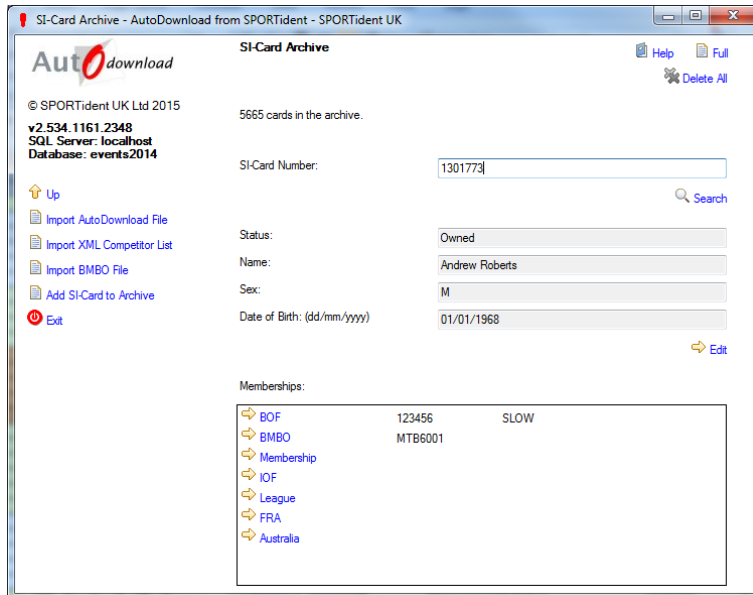 SI-Card Archive - AutoDownload from SPORTident - SPORTident UK
AutOdownload
SI-Card Archive
Help
Full
Delete All
© SPORTident UK Ltd 2015
v2.534.1161.2348
SQL Server: localhost
Database: events2014
5665 cards in the archive.
SI-Card Number:
1301773
Search
Up
Import AutoDownload File
Import XML Competitor List
Import BMBO File
Add SI-Card to Archive
Exit
Status:
Owned
Name:
Andrew Roberts
Sex:
M
Date of Birth: (dd/mm/yyyy)
01/01/1968
Edit
Memberships:
BOF 123456 SLOW
BMBO MTB6001
Membership
IOF
League
FRA
Australia